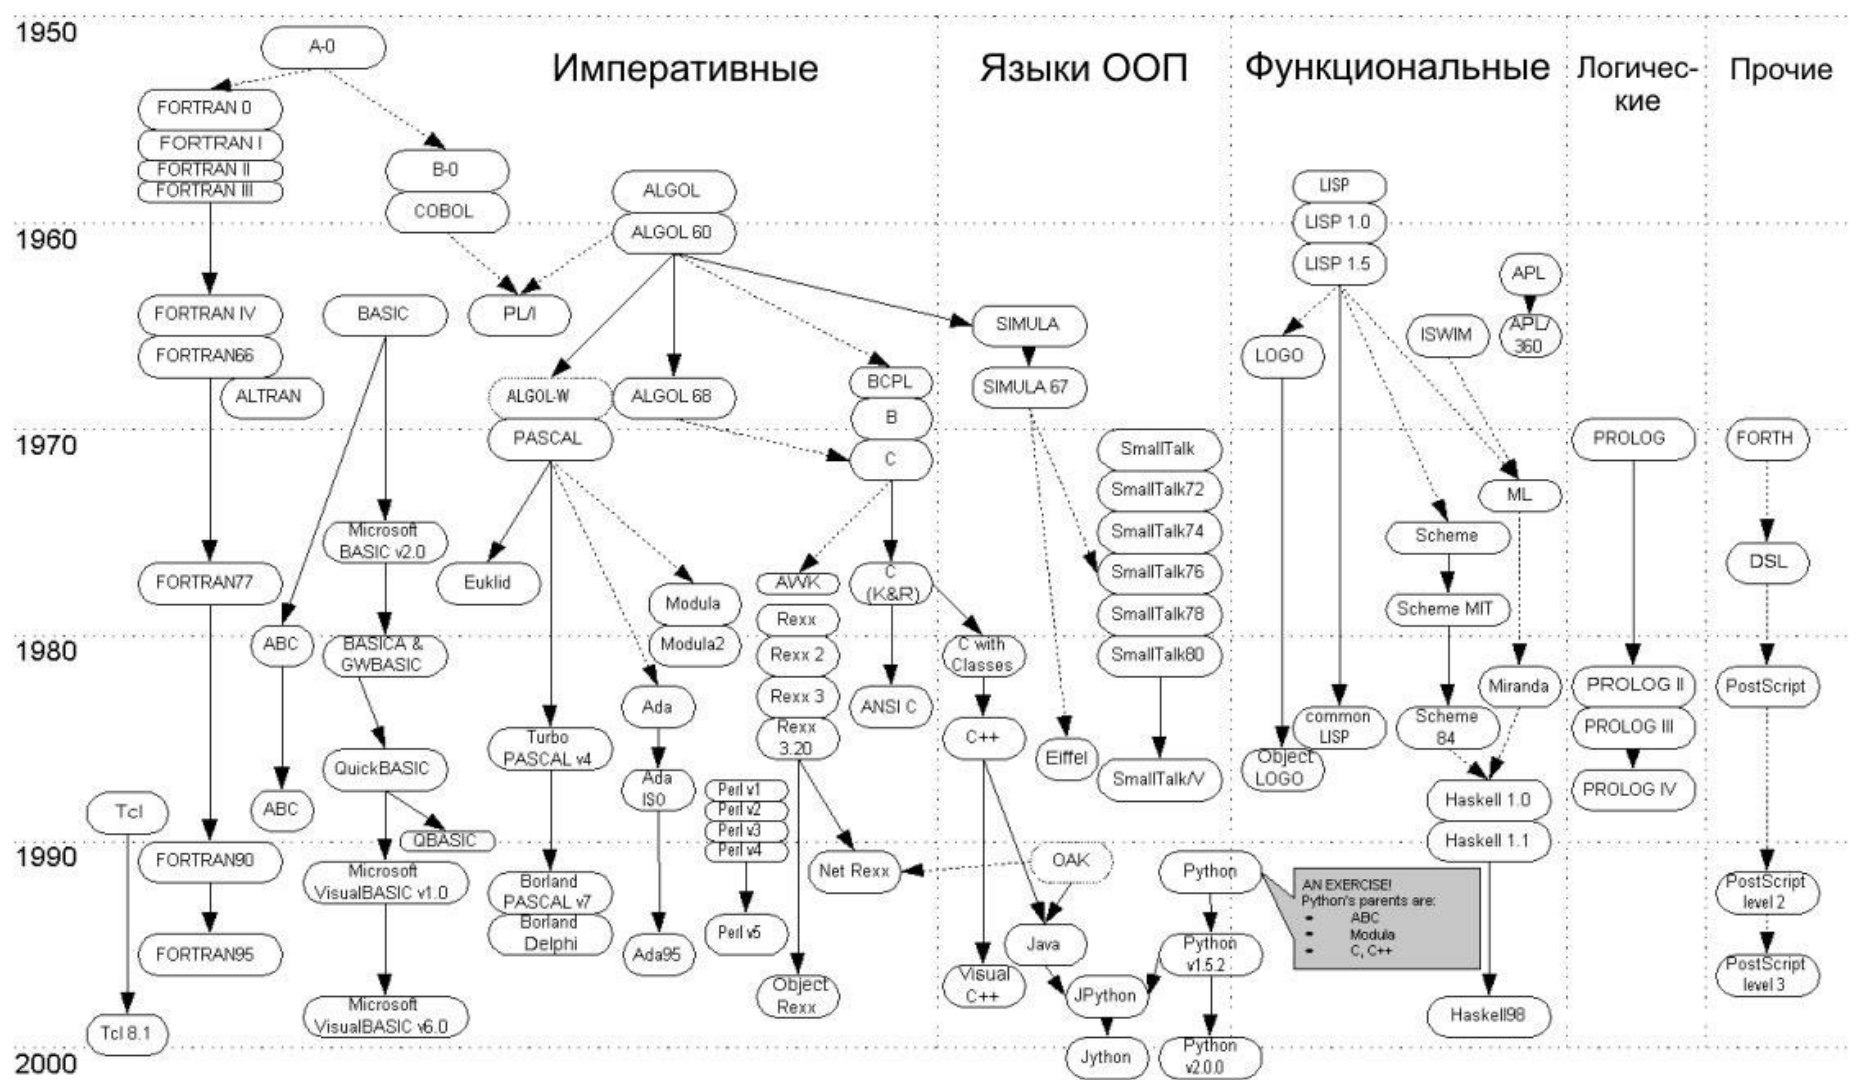 1950
1960
1970
1980
1990
2000
Императивные
Языки ООП
Функциональные
Логичес-
кие
Прочие
A-0
FORTRAN 0
FORTRAN I
FORTRAN II
FORTRAN III
B-0
COBOL
ALGOL
ALGOL 60
LISP
LISP 1.0
LISP 1.5
APL
APL/
360
FORTRAN IV
FORTRAN66
ALTRAN
BASIC
PL/I
SIMULA
SIMULA 67
LOGO
ISWIM
ALGOL-W
PASCAL
ALGOL 68
BCPL
B
C
SmallTalk
SmallTalk72
SmallTalk74
SmallTalk76
SmallTalk78
SmallTalk80
PROLOG
FORTH
ML
Microsoft
BASIC v2.0
Scheme
DSL
FORTRAN77
Euklid
AWK
C
(K&R)
Modula
Modula2
Rexx
Rexx 2
Rexx 3
Rexx
3.20
Scheme MIT
ABC
BASICA &
GWBASIC
C with
Classes
Ada
ANSI C
Miranda
PROLOG II
PROLOG III
PROLOG IV
PostScript
Turbo
PASCAL v4
C++
Eiffel
common
LISP
Scheme
84
QuickBASIC
Ada
ISO
SmallTalk/V
Object
LOGO
Tcl
ABC
Perl v1
Perl v2
Perl v3
Perl v4
Haskell 1.0
Haskell 1.1
QBASIC
FORTRAN90
Microsoft
VisualBASIC v1.0
Borland
PASCAL v7
Borland
Delphi
Net Rexx
OAK
Python
AN EXERCISE!
Python's parents are:
• ABC
• Modula
• C, C++
PostScript
level 2
FORTRAN95
Ada95
Perl v5
Java
Python
v1.5.2
PostScript
level 3
Object
Rexx
Visual
C++
JPython
Tcl 8.1
Microsoft
VisualBASIC v6.0
Haskell98
Jython
Python
v2.0.0